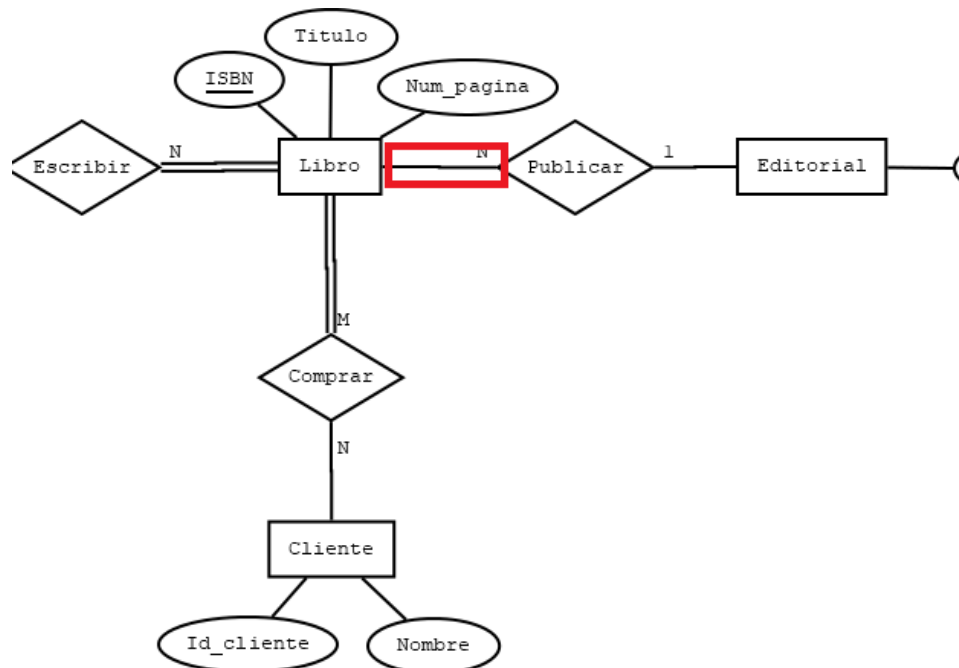 Titulo
ISBN
Num_pagina
Escribir
N
Libro
N
Publicar
1
Editorial
M
Comprar
N
Cliente
Id_cliente
Nombre